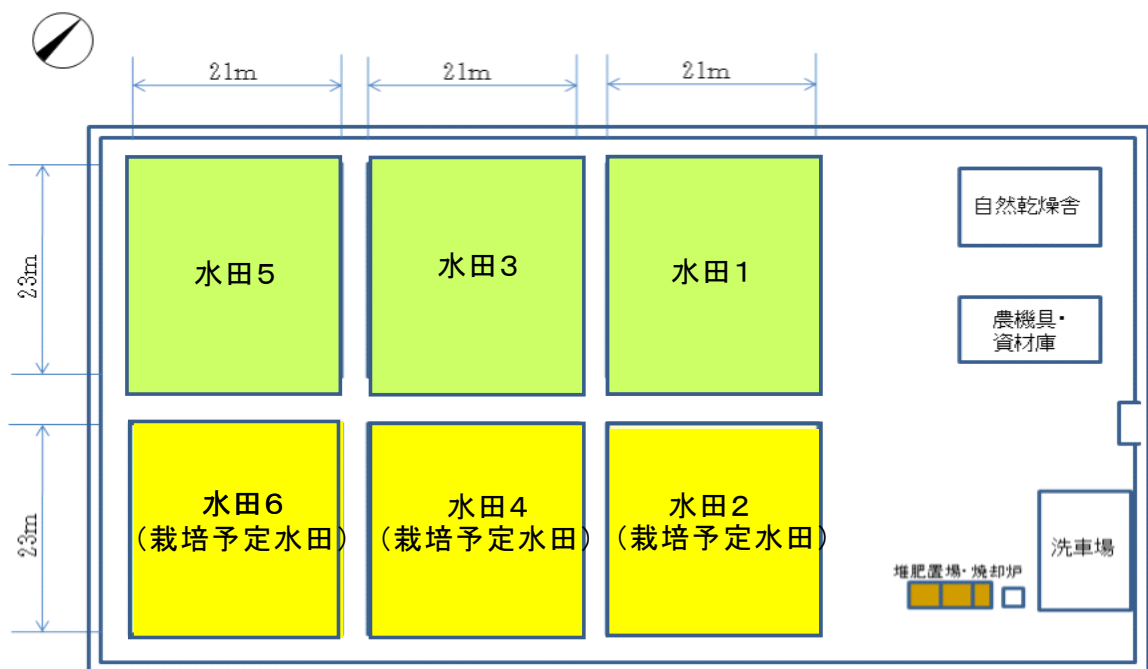 21m
21m
21m
23m
水田5
水田3
水田1
自然乾燥舎
農機具・
資材庫
23m
水田6
(栽培予定水田)
水田4
(栽培予定水田)
水田2
(栽培予定水田)
洗車場
堆肥置場・焼却炉